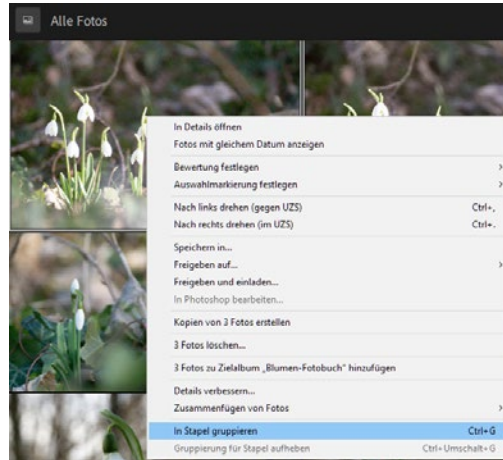 Alle Fotos
In Details öffnen
Fotos mit gleichem Datum anzeigen
Bewertung festlegen
Auswahlmarkierung festlegen
Nach links drehen (gegen UZS) Ctrl+,
Nach rechts drehen (im UZS) Ctrl+.
Speichern in...
Freigeben auf...
Freigeben und einladen...
In Photoshop bearbeiten...
Kopien von 3 Fotos erstellen
3 Fotos löschen...
3 Fotos zu Zielalbum „Blumen-Fotobuch" hinzufügen
Details verbessern...
Zusammenfügen von Fotos
In Stapel gruppieren Ctrl+G
Gruppierung für Stapel aufheben Ctrl+Umschalt+G